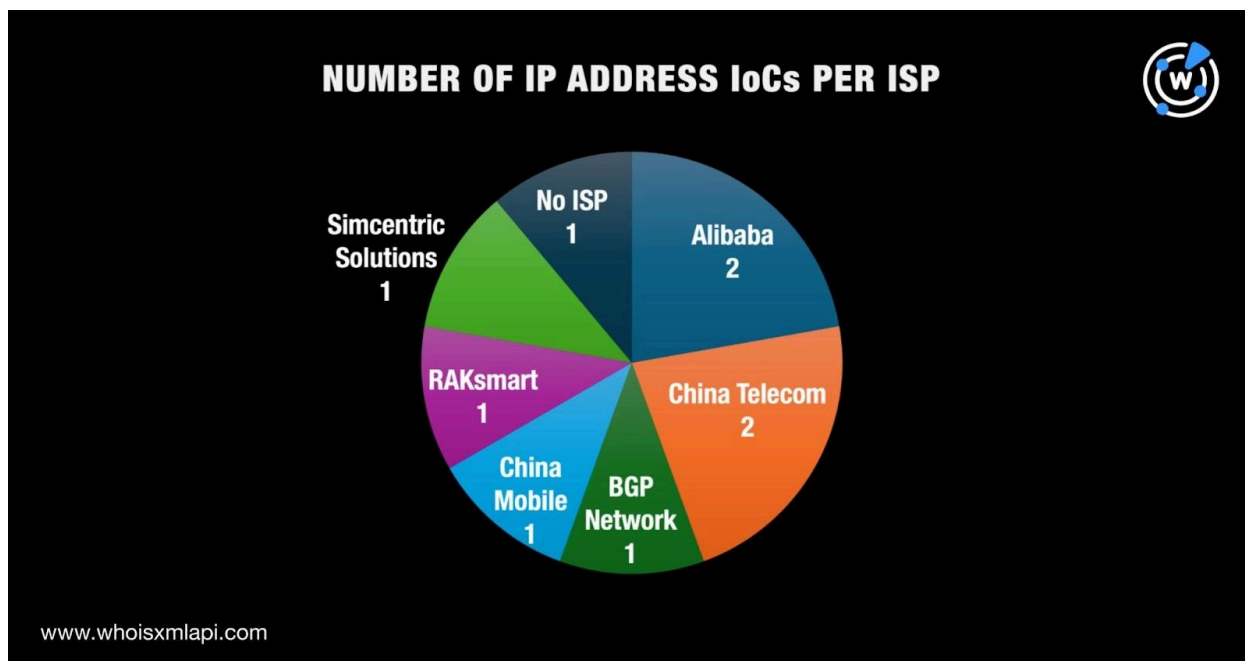 NUMBER OF IP ADDRESS IoCs PER ISP
W
No ISP
1
Alibaba
2
Simcentric
Solutions
1
RAKsmart
1
China Telecom
2
China
Mobile
1
BGP
Network
1
www.whoisxmlapi.com